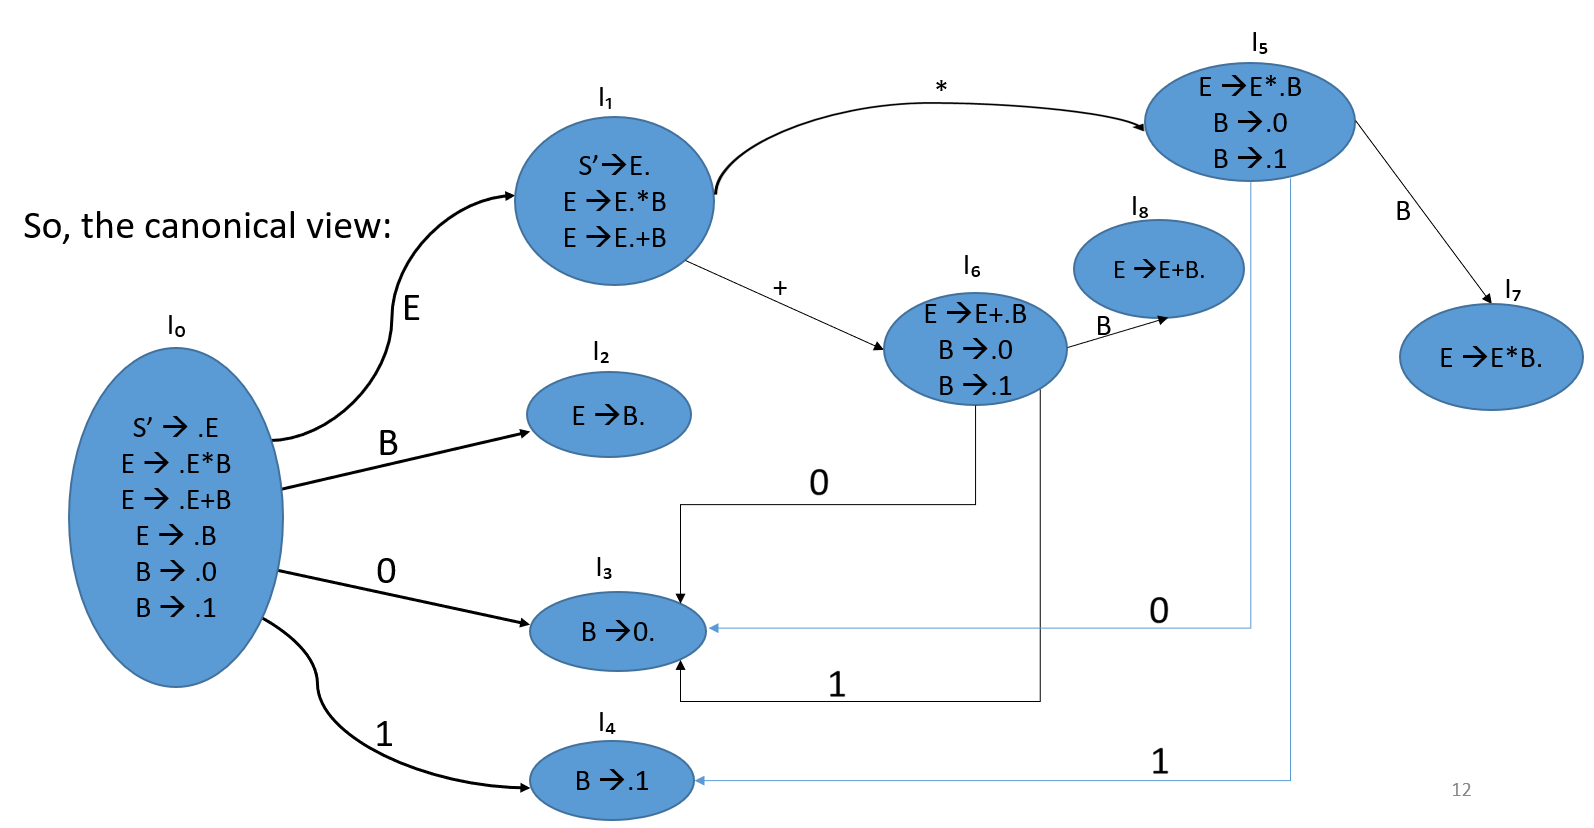 So, the canonical view:
I₀
S’ → .E
E → .E*B
E → .E+B
E → .B
B → .0
B → .1
E
B
0
1
I₁
S’→E.
E →E.*B
E →E.+B
I₂
E →B.
I₃
B →0.
I₄
B →.1
*
+
I₅
E →E*.B
B →.0
B →.1
I₆
E →E+.B
B →.0
B →.1
B
I₈
E →E+B.
B
I₇
E →E*B.
0
1
0
1
12